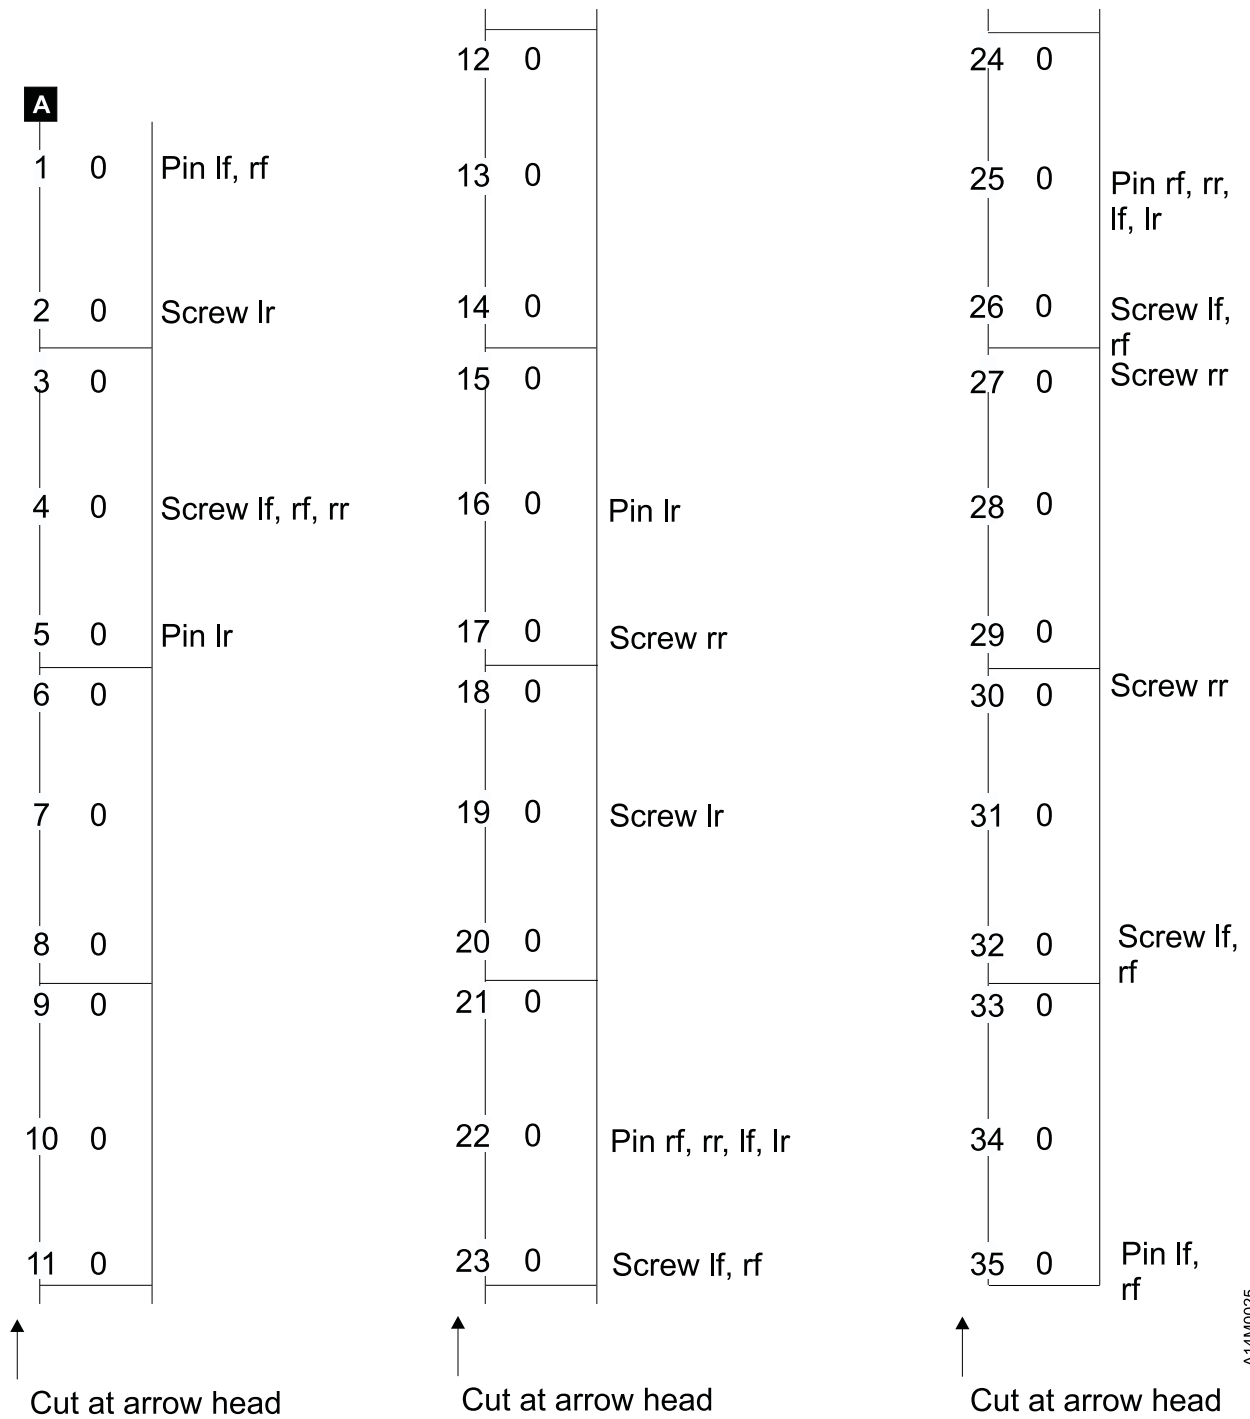 A
1 0 Pin lf, rf
2 0 Screw lr
3 0
4 0 Screw lf, rf, rr
5 0 Pin lr
6 0
7 0
8 0
9 0
10 0
11 0
Cut at arrow head
12 0
13 0
14 0
15 0
16 0 Pin lr
17 0 Screw rr
18 0
19 0 Screw lr
20 0
21 0
22 0 Pin rf, rr, lf, lr
23 0 Screw lf, rf
Cut at arrow head
24 0
25 0 Pin rf, rr,
lf, lr
26 0 Screw lf,
rf
27 0 Screw rr
28 0
29 0
30 0 Screw rr
31 0
32 0 Screw lf,
rf
33 0
34 0
35 0 Pin lf,
rf
Cut at arrow head